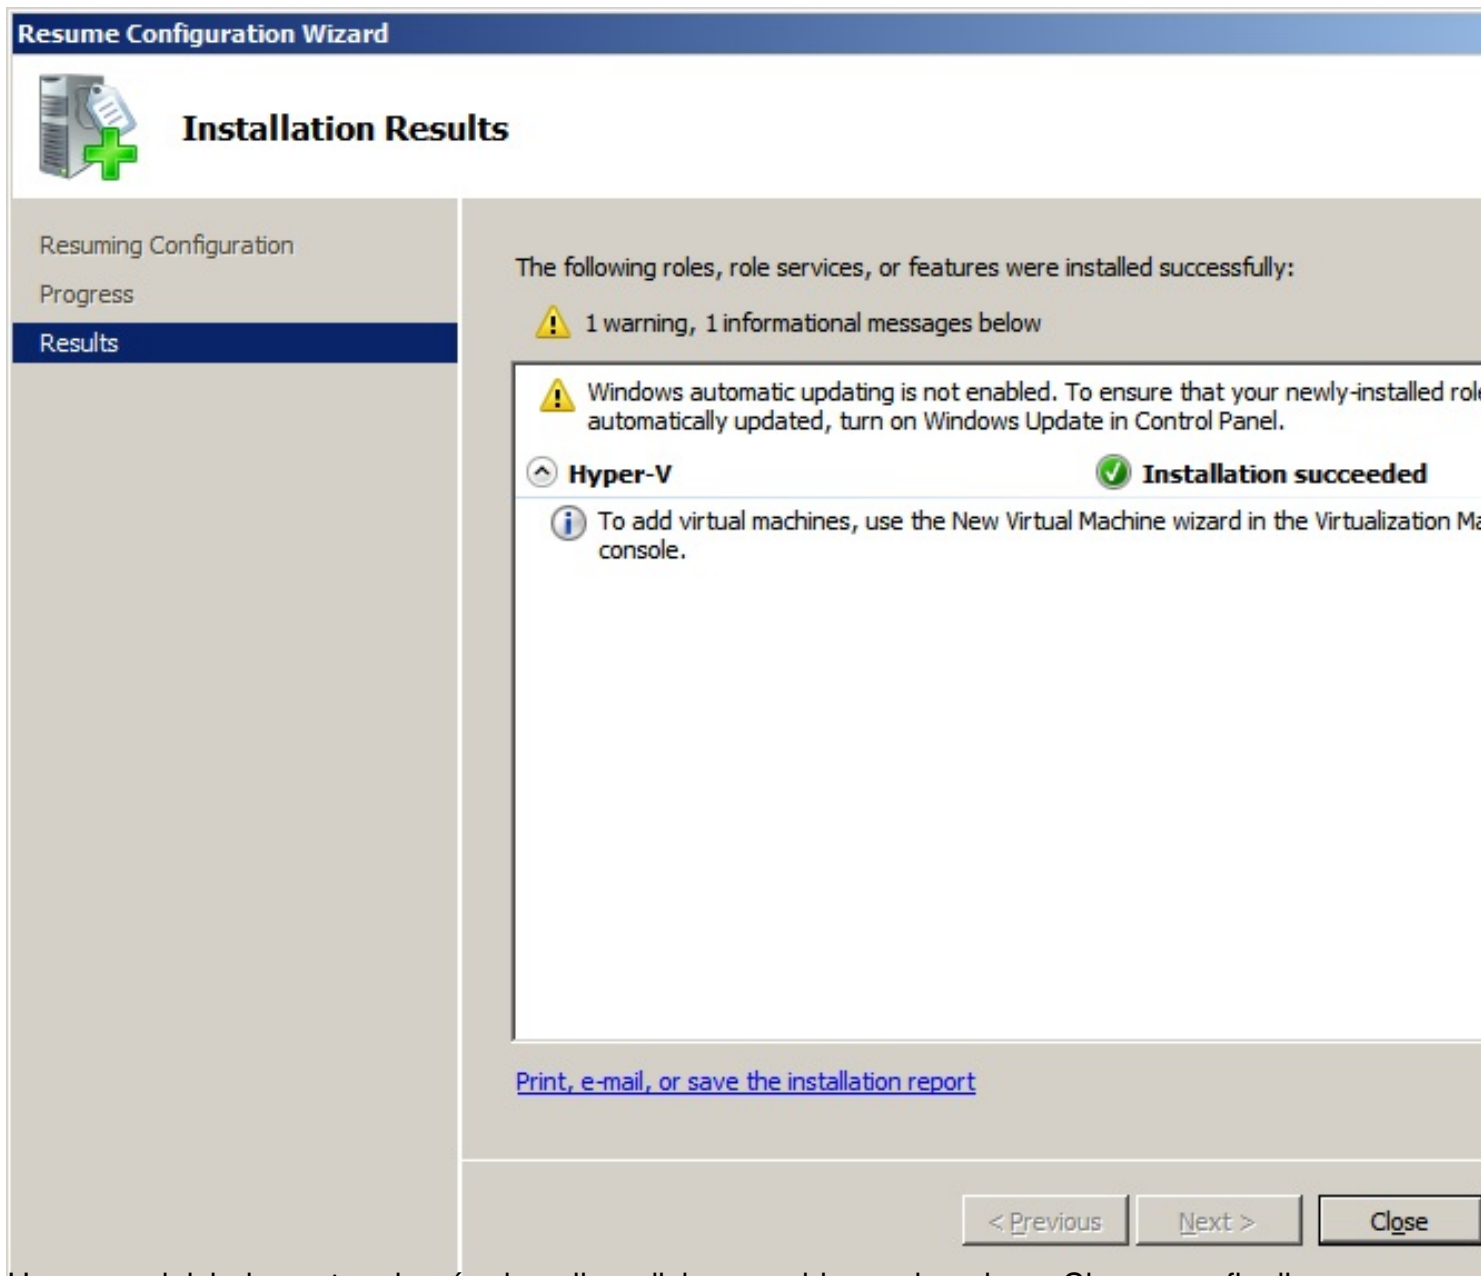 Resume Configuration Wizard
Installation Results
Resuming Configuration
Progress
Results
The following roles, role services, or features were installed successfully:
1 warning, 1 informational messages below
Windows automatic updating is not enabled. To ensure that your newly-installed
automatically updated, turn on Windows Update in Control Panel.
Hyper-V
Installation succeeded
To add virtual machines, use the New Virtual Machine wizard in the Virtualization
console.
Print, e-mail, or save the installation report
< Previous
Next >
Close